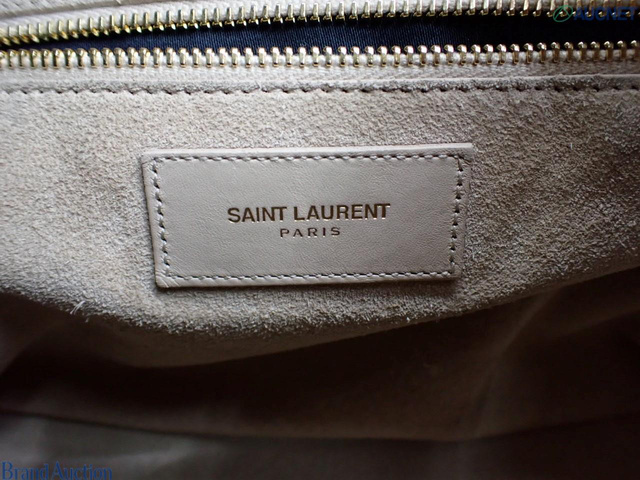 SAINT LAURENT
PARIS
Brand Auction